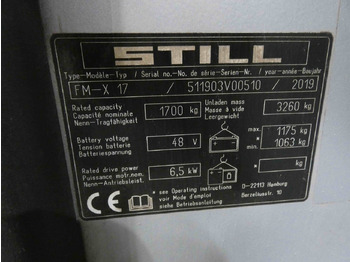 STILL
Type-Modèle-Typ / Serial no.-No. de série-Serien-Nr. / year-année-Baujahr
FM-X 17 / 511903V00510 / 2019
Rated capacity
Capacité nominale
Nenn-Tragfähigkeit
1700 kg
Unladen mass
Masse à vide
Leergewicht
3260 kg
Battery voltage
Tension batterie
Batteriespannung
48 V
max. * 1175 kg
min. * 1063 kg
Rated drive power
Puissance motr.nom.
Nenn-Antriebsleist.
6,5 kW
* kg
CE
* see Operating instructions
voir Mode d'emploi
siehe Betriebsanleitung
D-22113 Hamburg
Berzeliusstr. 10